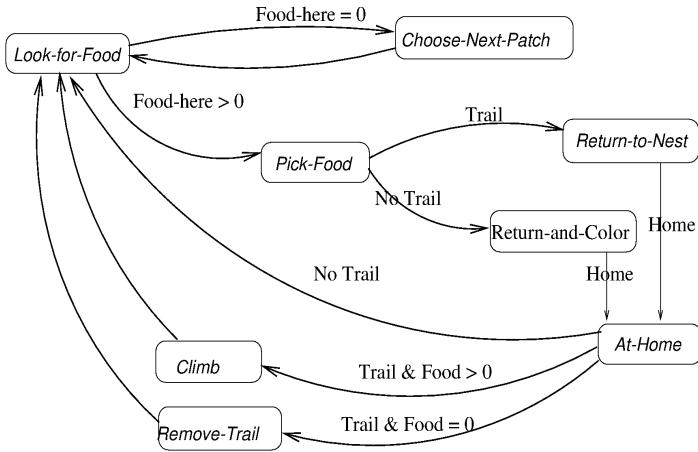 Food-here = 0
Look-for-Food
Choose-Next-Patch
Food-here > 0
Trail
Return-to-Nest
Pick-Food
No Trail
Return-and-Color
Home
Home
No Trail
At-Home
Climb
Trail & Food > 0
Trail & Food = 0
Remove-Trail